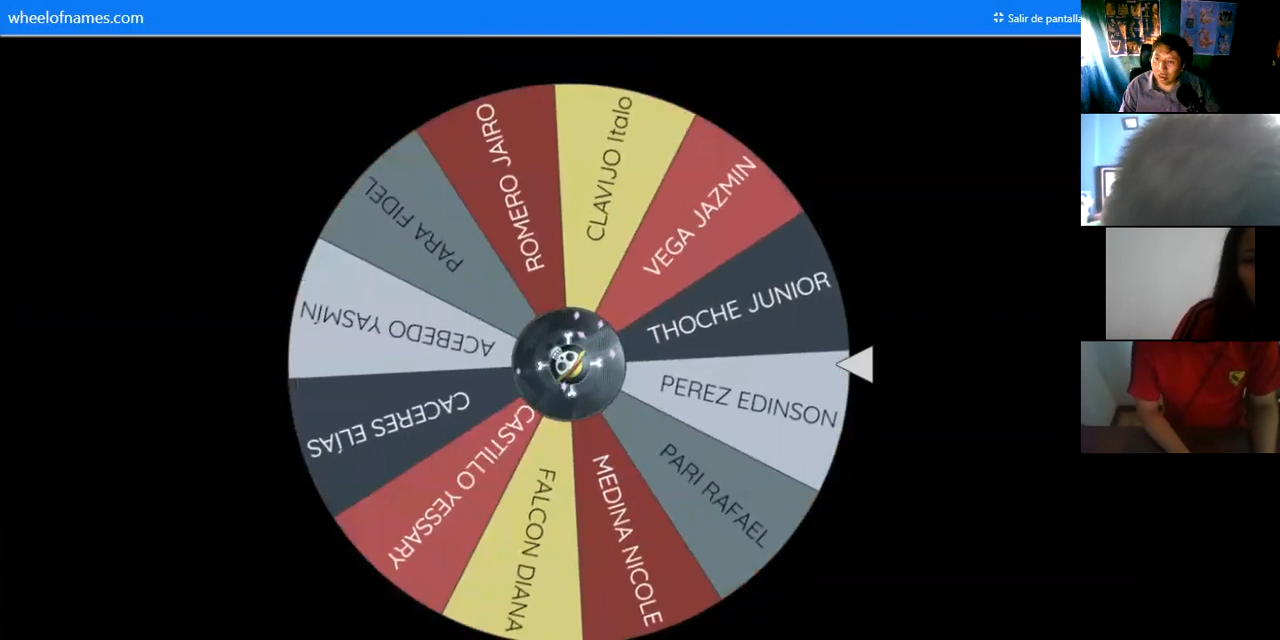 wheelofnames.com
Salir de pantalla
CLAVIJO Italo
VEGA JAZMIN
THOCHE JUNIOR
PEREZ EDINSON
PARI RAFAEL
MEDINA NICOLE
FALCON DIANA
CASTILLO YESSARY
CACERES ELÍAS
ACEBEDO YASMÍN
PARA FIDEL
ROMERO JAIRO